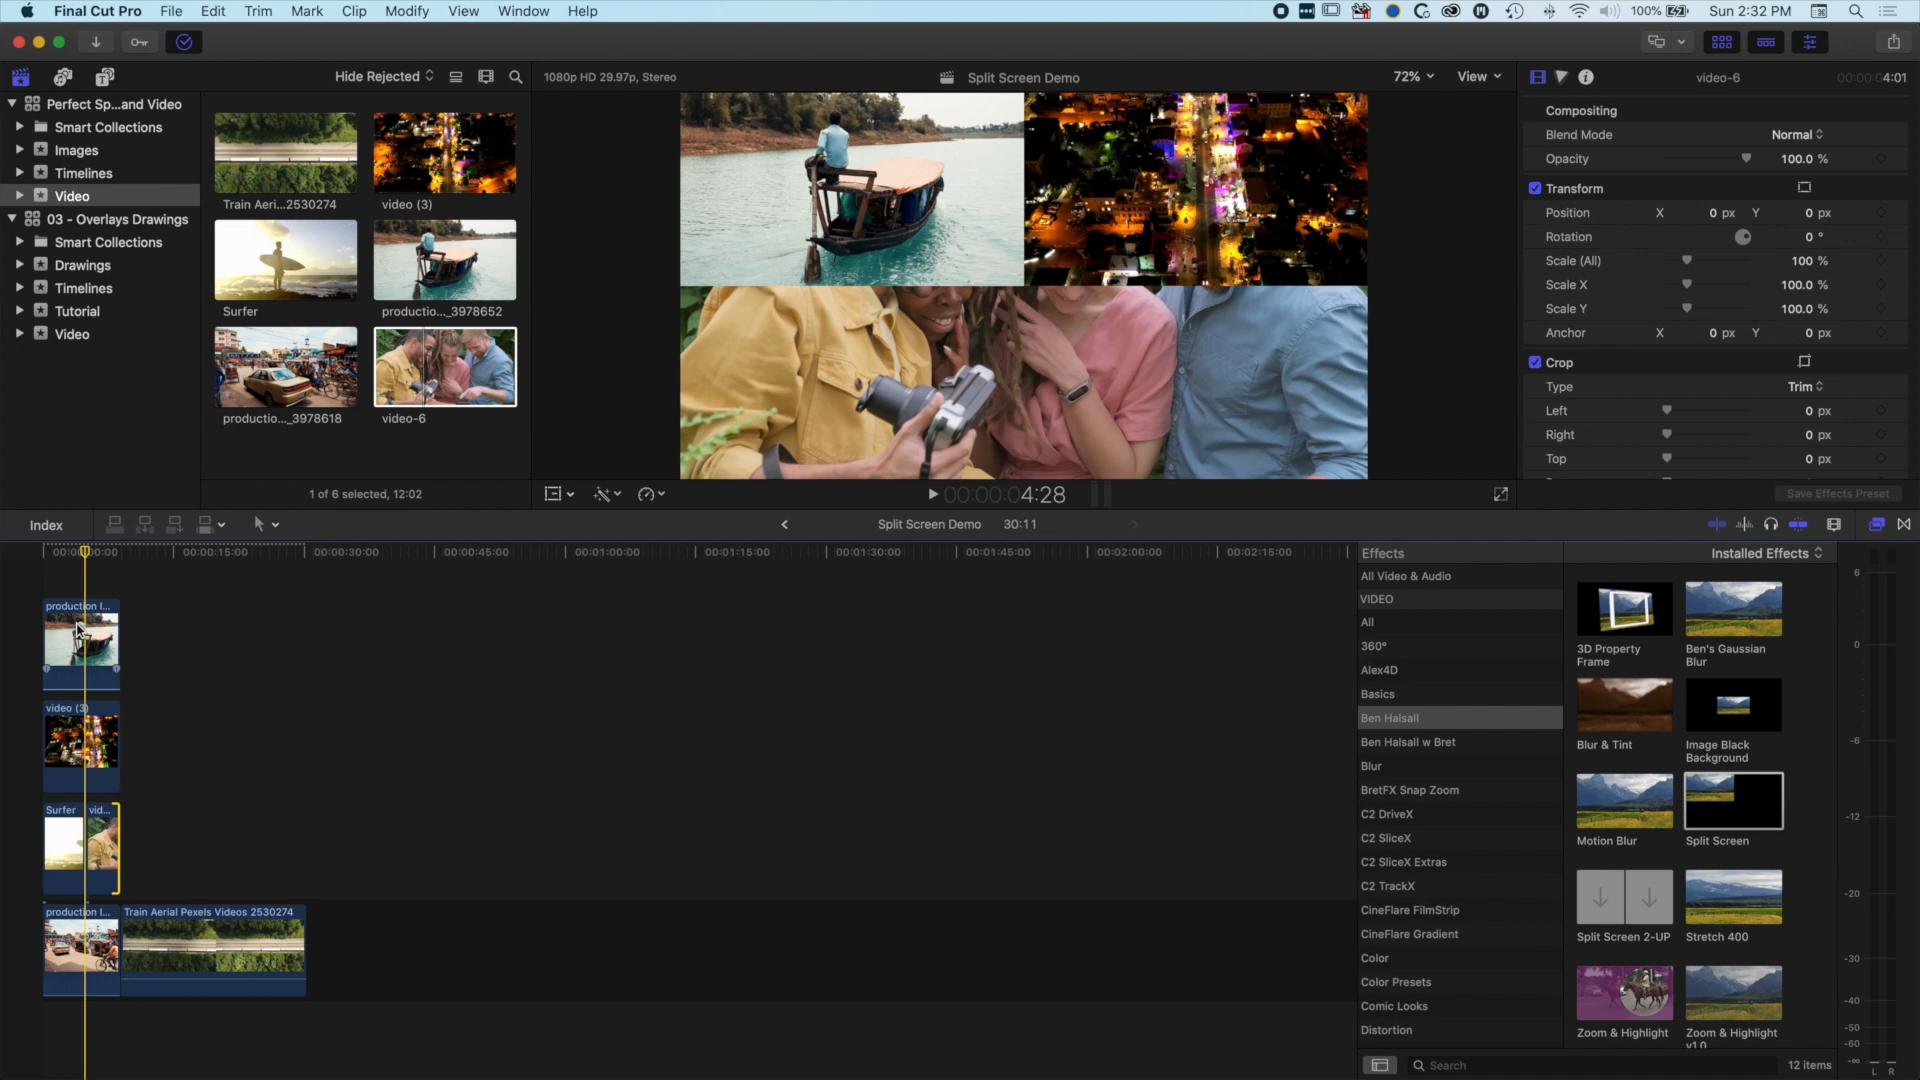 Final Cut Pro File Edit Trim Mark Clip Modify View Window Help
100% Sun 2:32 PM
Hide Rejected
1080p HD 29.97p, Stereo
Split Screen Demo
72% View
video-6
4:01
Perfect Sp...and Video
Smart Collections
Images
Timelines
Video
03 - Overlays Drawings
Smart Collections
Drawings
Timelines
Tutorial
Video
Train Aeri...2530274
video (3)
Surfer
productio..._3978652
productio..._3978618
video-6
1 of 6 selected, 12:02
00:00:04:28
Compositing
Blend Mode Normal
Opacity 100.0 %
Transform
Position X 0 px Y 0 px
Rotation 0 °
Scale (All) 100 %
Scale X 100.0 %
Scale Y 100.0 %
Anchor X 0 px Y 0 px
Crop
Type Trim
Left 0 px
Right 0 px
Top 0 px
Save Effects Preset
Index
Split Screen Demo 30:11
00:00:15:00 00:00:30:00 00:00:45:00 00:01:00:00 00:01:15:00 00:01:30:00 00:01:45:00 00:02:00:00 00:02:15:00
production I...
video (3)
Surfer vid...
production I... Train Aerial Pexels Videos 2530274
Effects
Installed Effects
All Video & Audio
VIDEO
All
360°
Alex4D
Basics
Ben Halsall
Ben Halsall w Bret
Blur
BretFX Snap Zoom
C2 DriveX
C2 SliceX
C2 SliceX Extras
C2 TrackX
CineFlare FilmStrip
CineFlare Gradient
Color
Color Presets
Comic Looks
Distortion
3D Property
Frame
Ben's Gaussian
Blur
Blur & Tint
Image Black
Background
Motion Blur
Split Screen
Split Screen 2-UP
Stretch 400
Zoom & Highlight
Zoom & Highlight
v1.0
Search
12 items
6
0
-6
-12
-20
-30
-40
-50
-60
-∞
L R